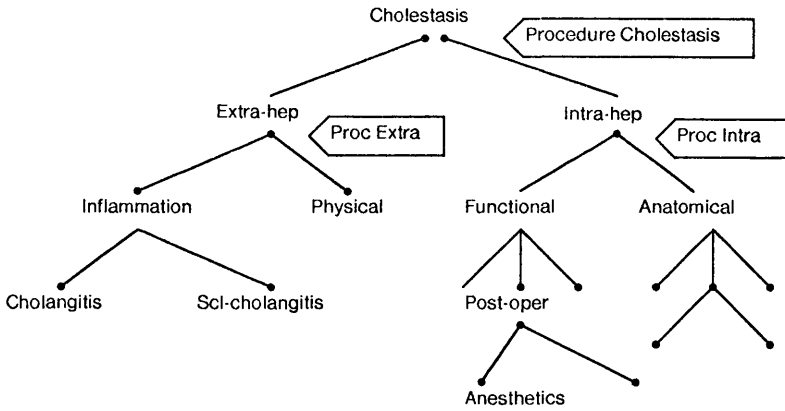 Cholestasis
Procedure Cholestasis
Extra-hep
Proc Extra
Intra-hep
Proc Intra
Inflammation
Physical
Functional
Anatomical
Cholangitis
Scl-cholangitis
Post-oper
Anesthetics